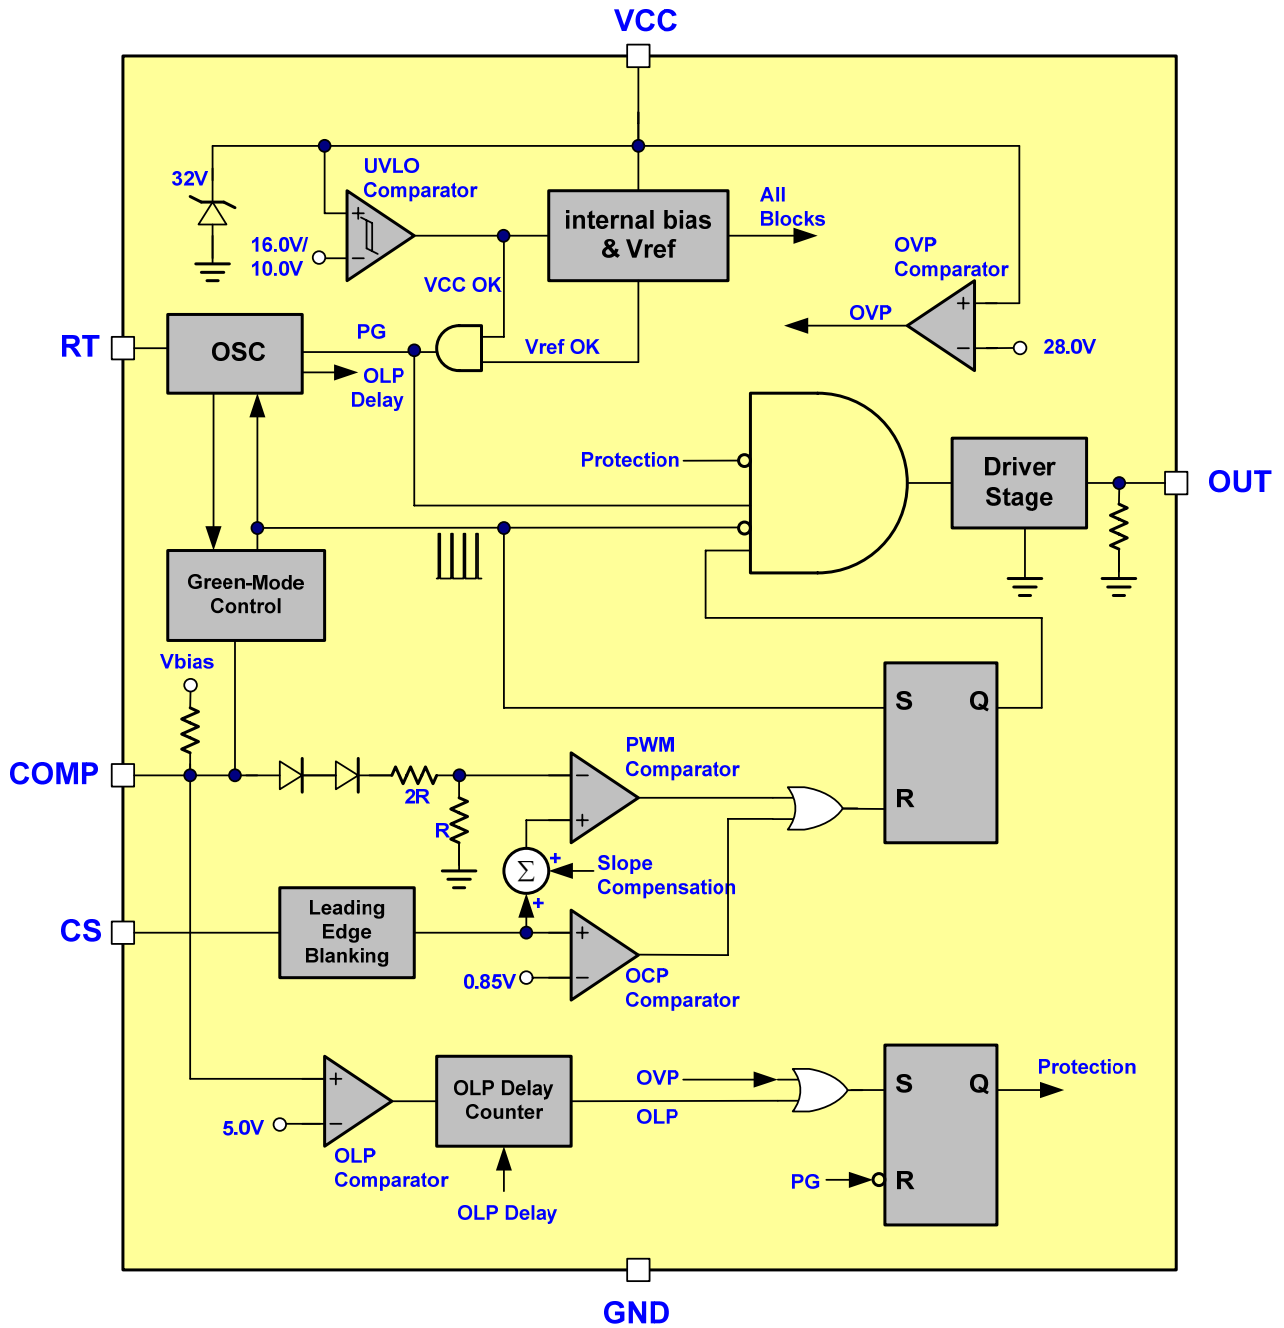 VCC
UVLO
Comparator
32V
16.0V/
10.0V
internal bias
& Vref
All
Blocks
OVP
Comparator
VCC OK
OVP
28.0V
RT
OSC
PG
Vref OK
OLP
Delay
Protection
Driver
Stage
OUT
Green-Mode
Control
Vbias
S
Q
R
COMP
2R
R
PWM
Comparator
Σ
+
+
Slope
Compensation
CS
Leading
Edge
Blanking
0.85V
OCP
Comparator
5.0V
OLP
Comparator
OLP Delay
Counter
OLP Delay
OVP
OLP
S
Q
Protection
PG
R
GND